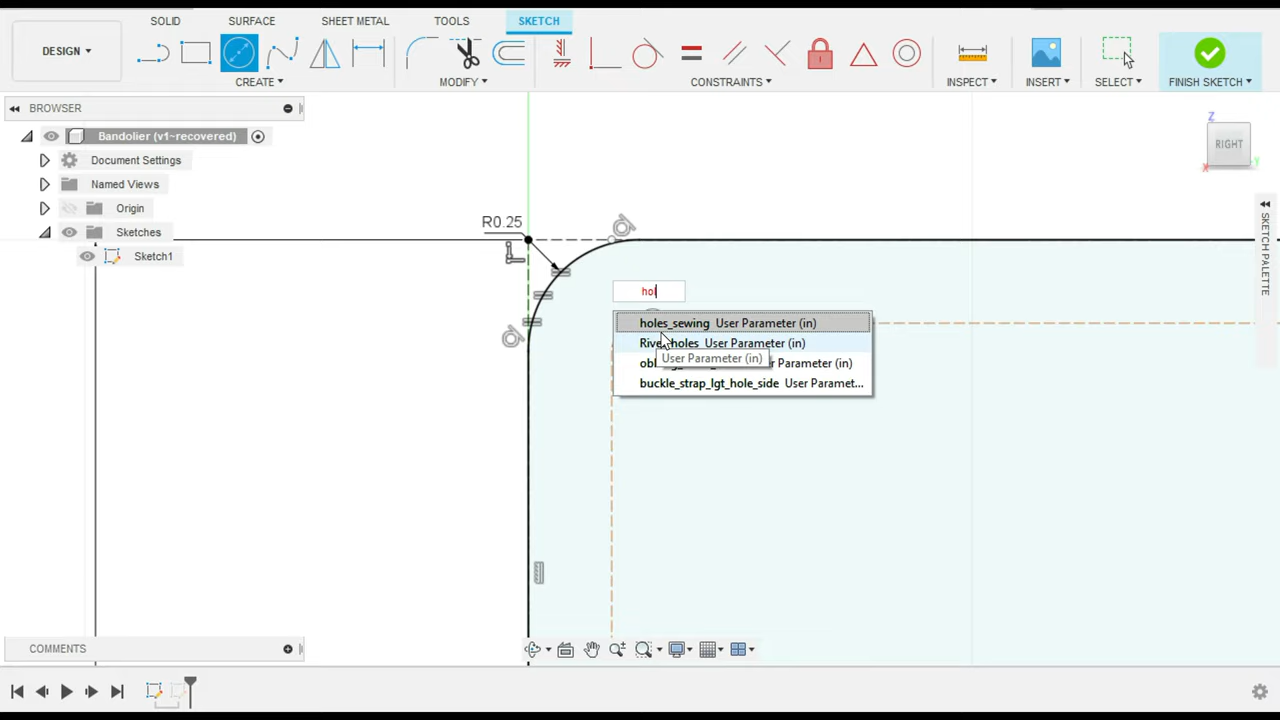 SOLID SURFACE SHEET METAL TOOLS SKETCH
DESIGN
CREATE MODIFY CONSTRAINTS INSPECT INSERT SELECT FINISH SKETCH
BROWSER
Bandolier (v1~recovered)
Document Settings
Named Views
Origin
Sketches
Sketch1
Z
RIGHT
X
Y
SKETCH PALETTE
R0.25
hol
holes_sewing User Parameter (in)
holes User Parameter (in)
User Parameter (in)
Parameter (in)
buckle_strap_lgt_hole_side User Paramet...
COMMENTS